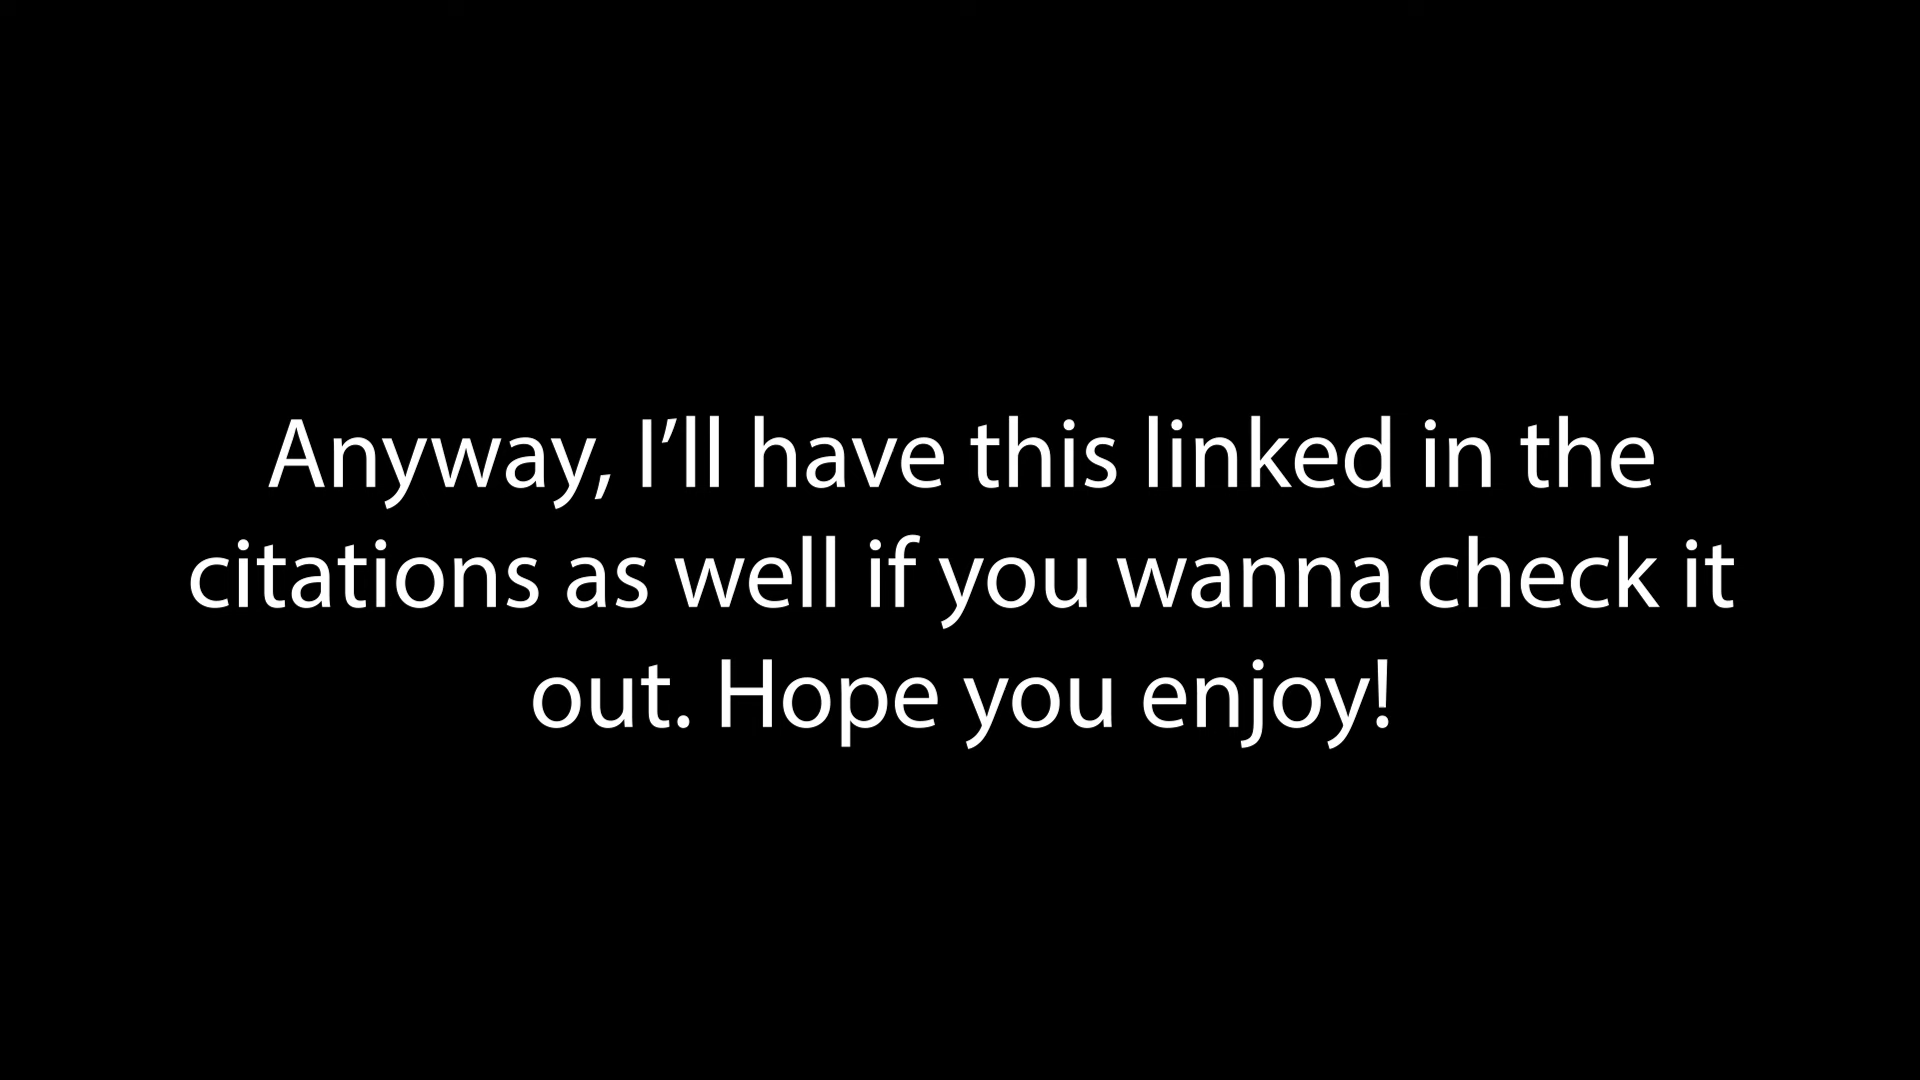 Anyway, I’ll have this linked in the
citations as well if you wanna check it
out. Hope you enjoy!